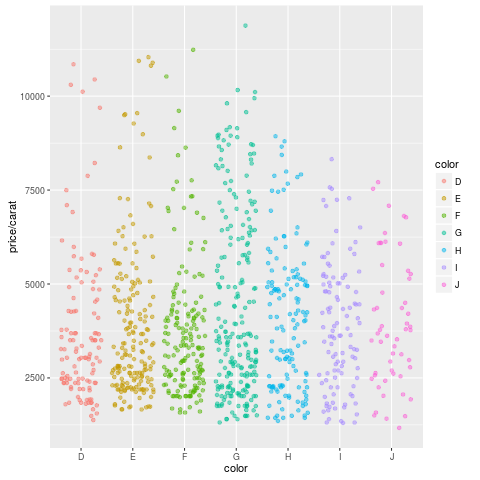 10000
7500
5000
2500
price/carat
D E F G H I J
color
color
D
E
F
G
H
I
J